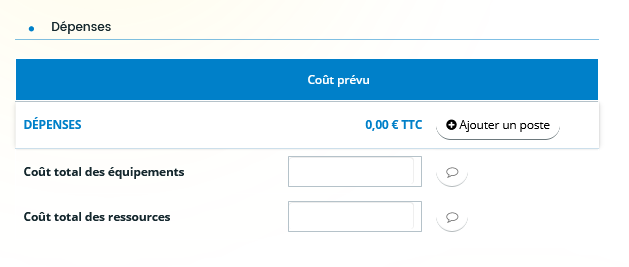 Dépenses
Coût prévu
DÉPENSES 0,00 € TTC Ajouter un poste
Coût total des équipements
Coût total des ressources